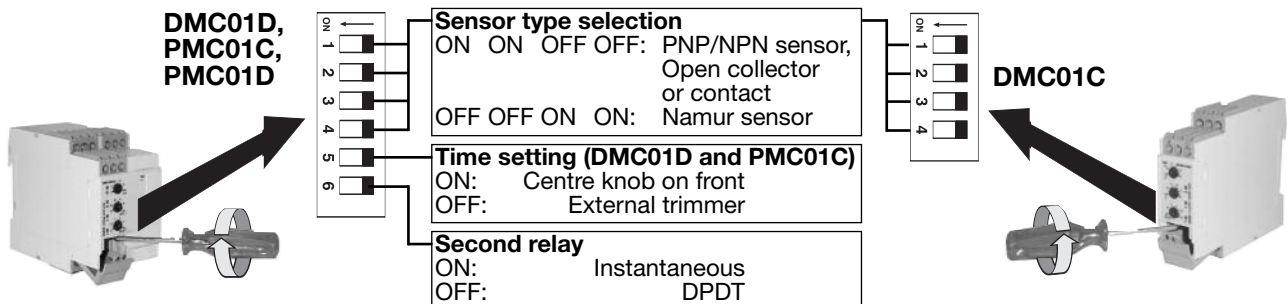 DMC01D,
PMC01C,
PMC01D
ON
1
2
3
4
5
6
Sensor type selection
ON ON OFF OFF: PNP/NPN sensor,
Open collector
or contact
OFF OFF ON ON: Namur sensor
Time setting (DMC01D and PMC01C)
ON: Centre knob on front
OFF: External trimmer
Second relay
ON: Instantaneous
OFF: DPDT
ON
1
2
3
4
DMC01C